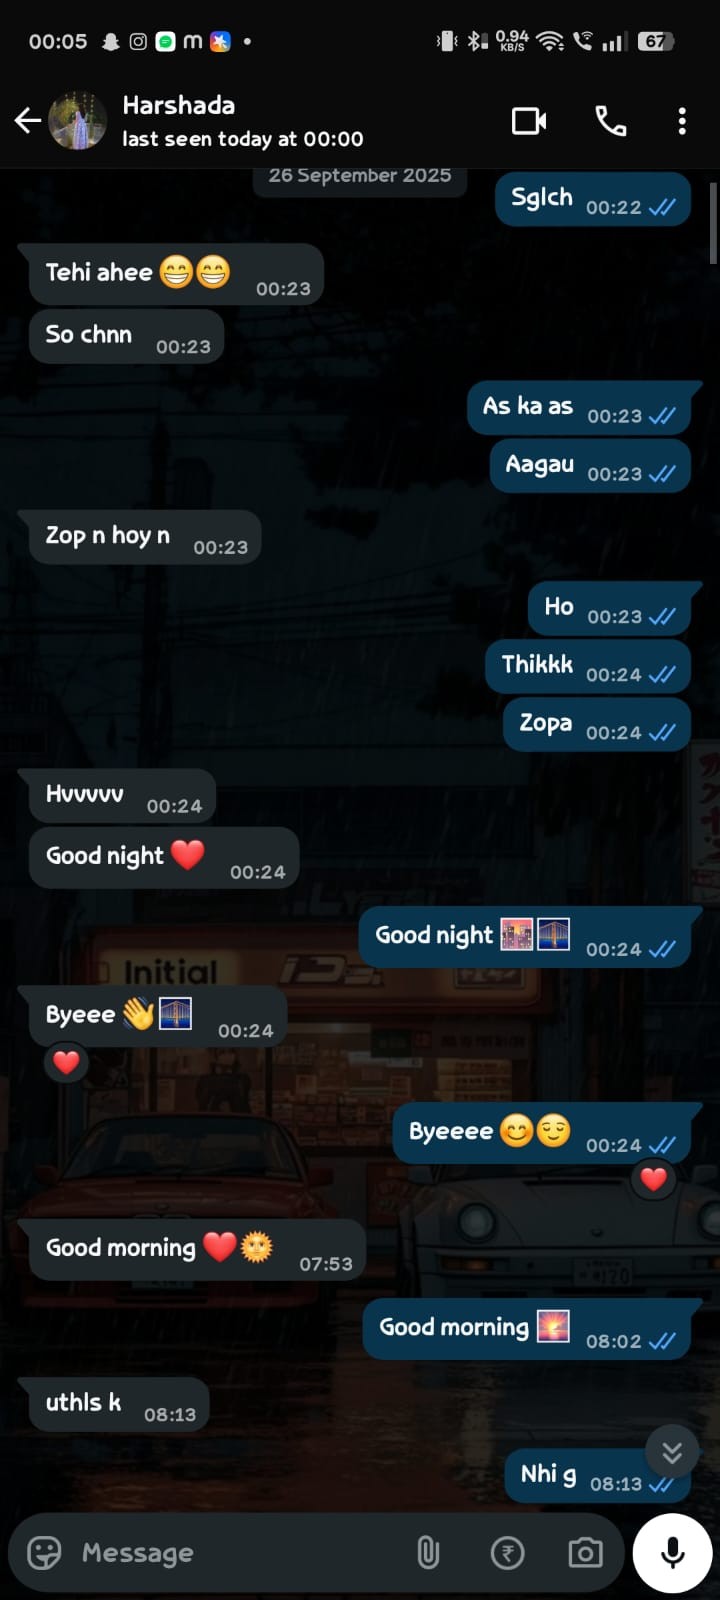 00:05
0.94
KB/S
67
Harshada
last seen today at 00:00
26 September 2025
Sglch 00:22
Tehi ahee 😁😁 00:23
So chnn 00:23
As ka as 00:23
Aagau 00:23
Zop n hoy n 00:23
Ho 00:23
Thikkk 00:24
Zopa 00:24
Hvvvvv 00:24
Good night ❤️ 00:24
Good night 🌇🌉 00:24
Initial
Byeee 👋🌉 00:24
❤️
Byeeee 😊😌 00:24
❤️
Good morning ❤️🌞 07:53
Good morning 🌅 08:02
uthls k 08:13
Nhi g 08:13
Message